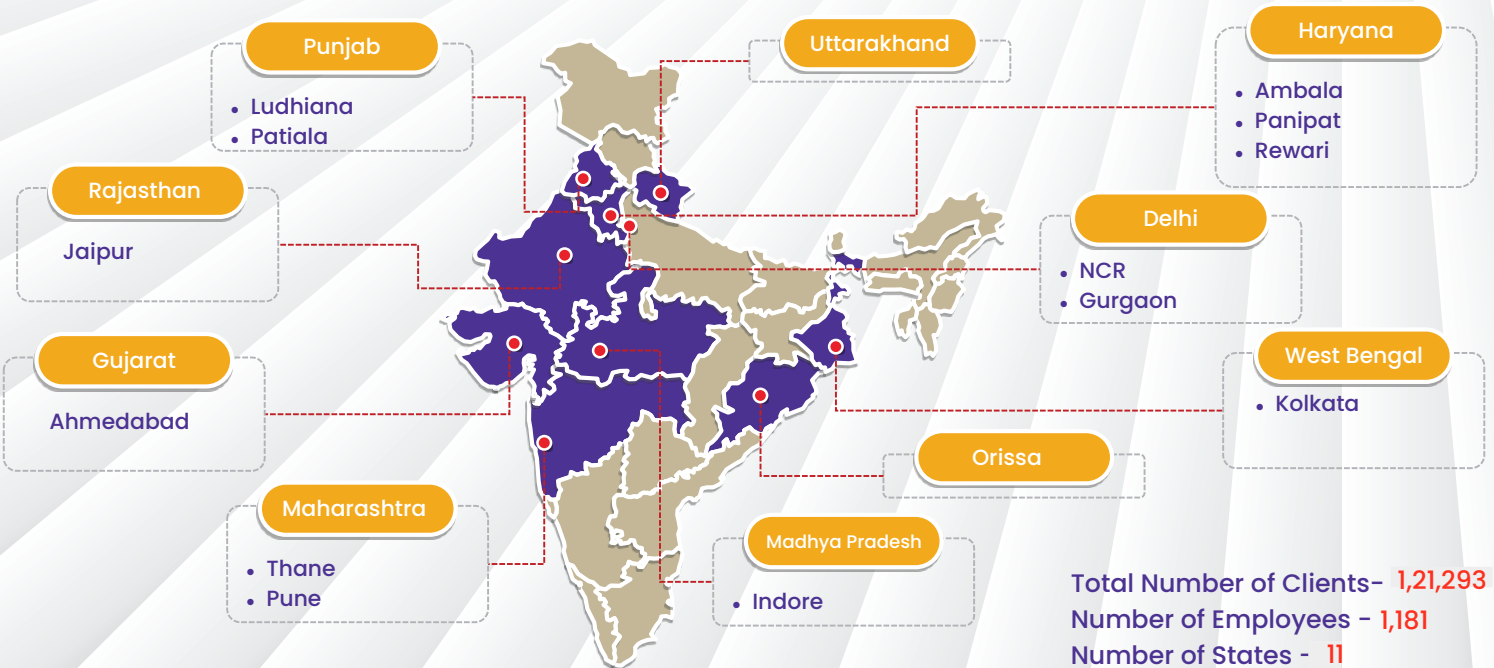 Punjab
• Ludhiana
• Patiala
Uttarakhand
Haryana
• Ambala
• Panipat
• Rewari
Rajasthan
Jaipur
Delhi
• NCR
• Gurgaon
Gujarat
Ahmedabad
West Bengal
• Kolkata
Orissa
Maharashtra
• Thane
• Pune
Madhya Pradesh
• Indore
Total Number of Clients- 1,21,293
Number of Employees - 1,181
Number of States - 11